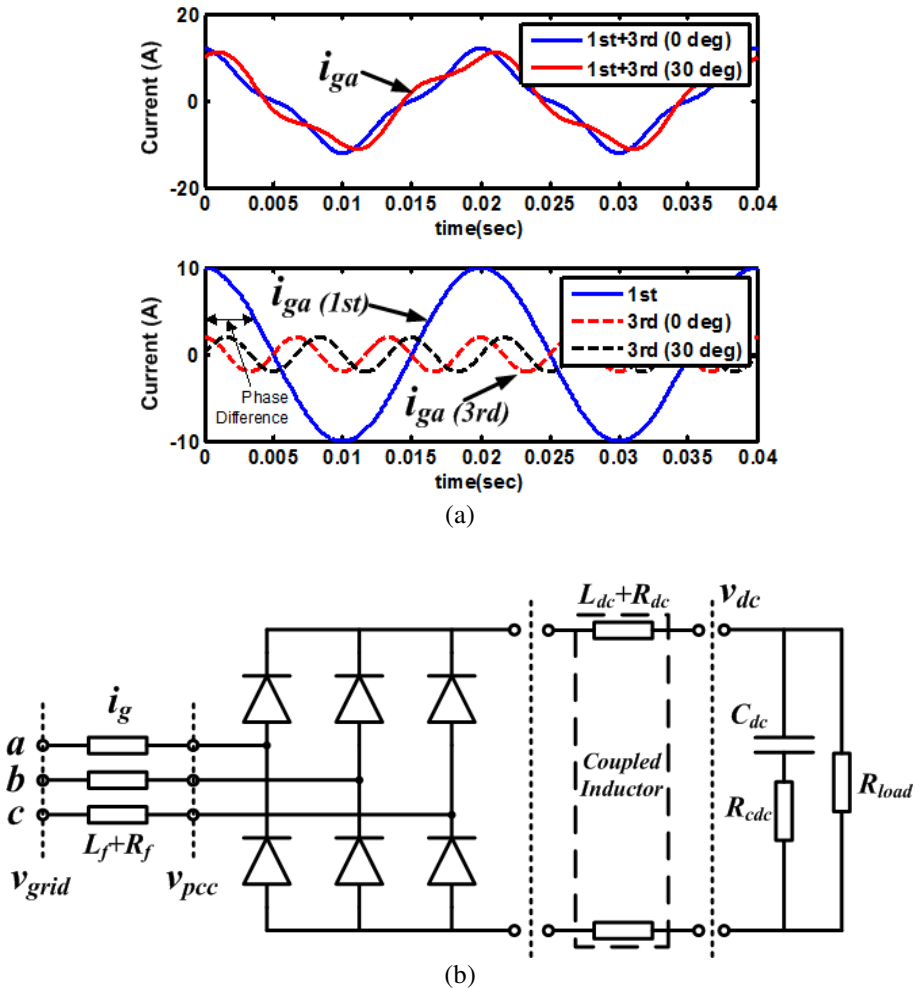 20
10
0
-10
-20
Current (A)
1st+3rd (0 deg)
1st+3rd (30 deg)
iga
0 0.005 0.01 0.015 0.02 0.025 0.03 0.035 0.04
time(sec)
10
0
-10
Current (A)
1st
3rd (0 deg)
3rd (30 deg)
iga (1st)
iga (3rd)
Phase
Difference
0 0.005 0.01 0.015 0.02 0.025 0.03 0.035 0.04
time(sec)
(a)
Ldc+Rdc
vdc
ig
a
b
c
Lf+Rf
vgrid
vpcc
Coupled
Inductor
Cdc
Rcdc
Rload
(b)